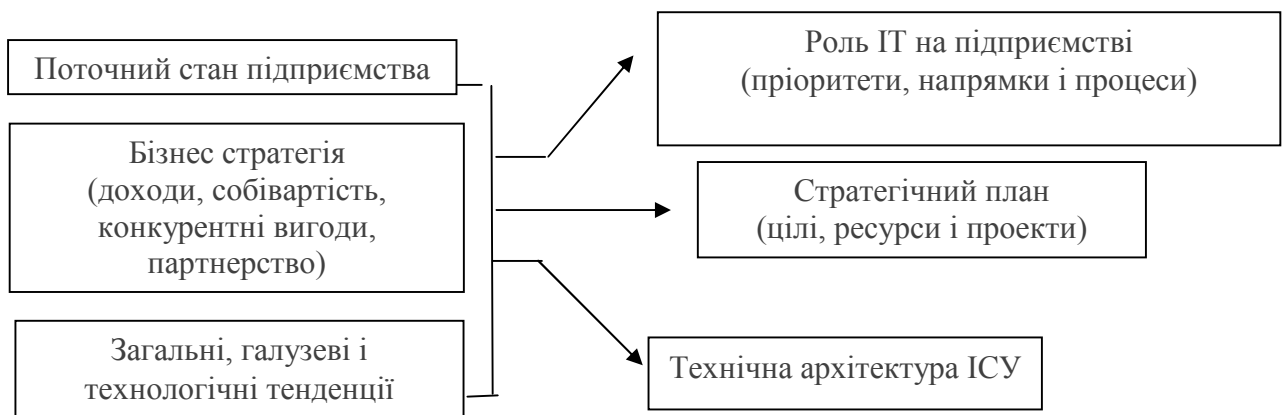 Поточний стан підприємства
Бізнес стратегія
(доходи, собівартість,
конкурентні вигоди,
партнерство)
Загальні, галузеві і
технологічні тенденції
Роль ІТ на підприємстві
(пріоритети, напрямки і процеси)
Стратегічний план
(цілі, ресурси і проекти)
Технічна архітектура ІСУ